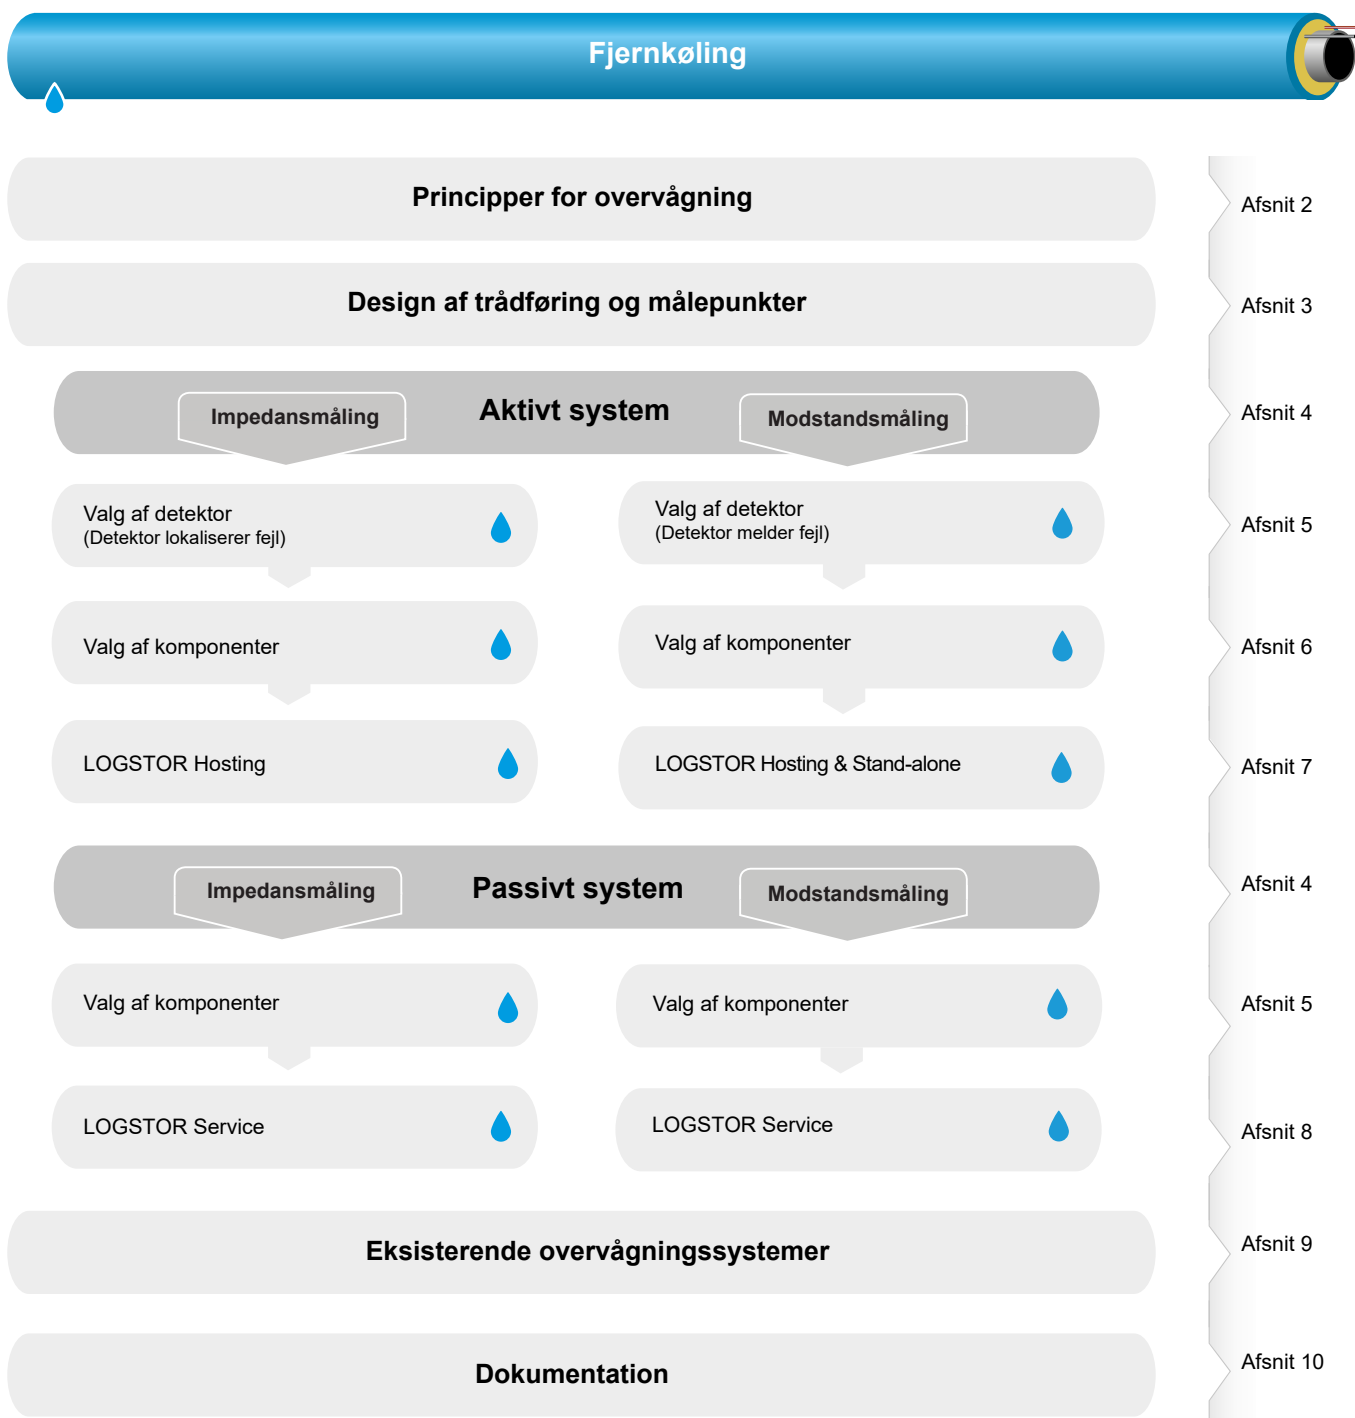 Fjernkøling
Principper for overvågning
Afsnit 2
Design af trådføring og målepunkter
Afsnit 3
Impedansmåling
Aktivt system
Modstandsmåling
Afsnit 4
Valg af detektor
(Detektor lokaliserer fejl)
Valg af detektor
(Detektor melder fejl)
Afsnit 5
Valg af komponenter
Valg af komponenter
Afsnit 6
LOGSTOR Hosting
LOGSTOR Hosting & Stand-alone
Afsnit 7
Impedansmåling
Passivt system
Modstandsmåling
Afsnit 4
Valg af komponenter
Valg af komponenter
Afsnit 5
LOGSTOR Service
LOGSTOR Service
Afsnit 8
Eksisterende overvågningssystemer
Afsnit 9
Dokumentation
Afsnit 10